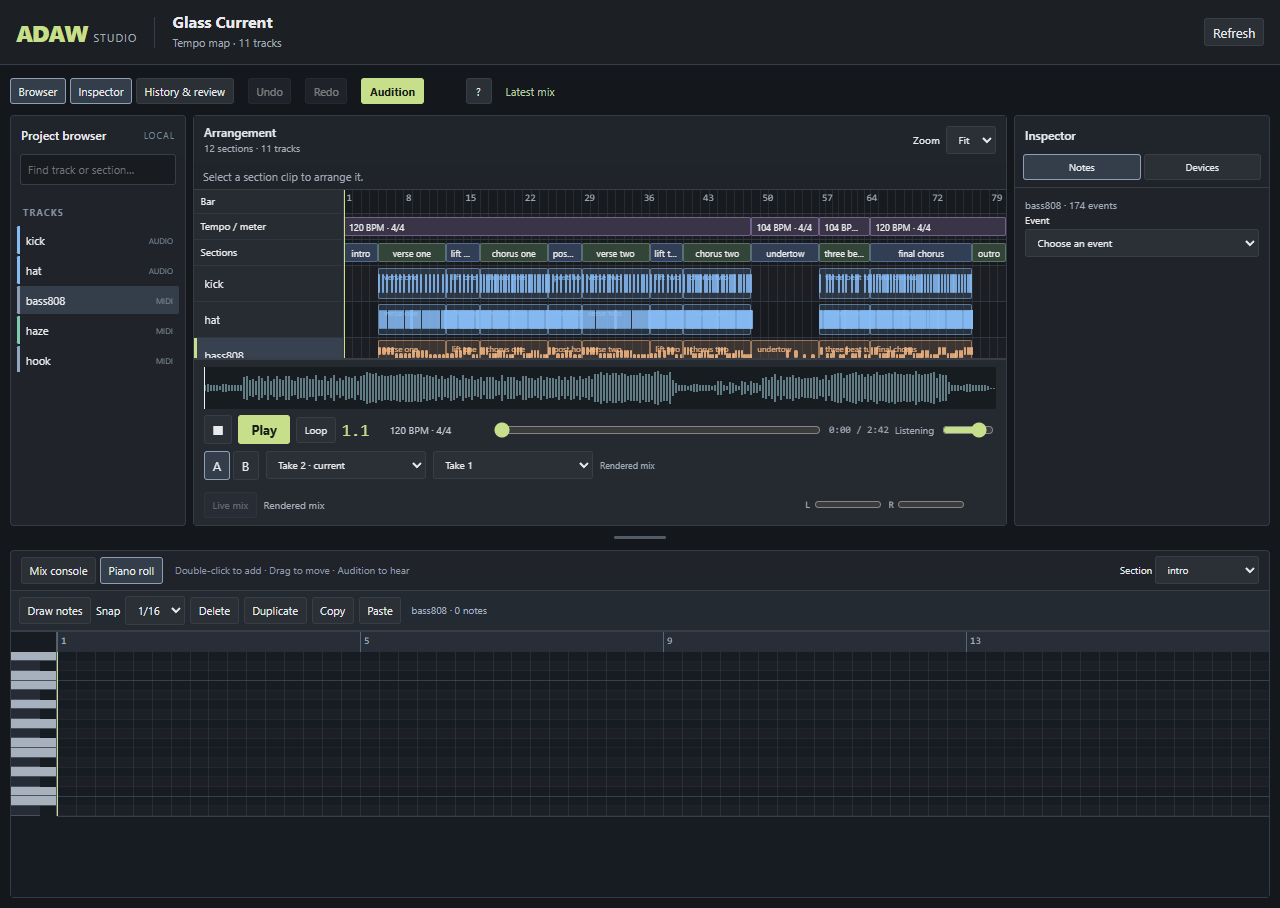 ADAW STUDIO
Glass Current
Tempo map · 11 tracks
Refresh
Browser
Inspector
History & review
Undo
Redo
Audition
?
Latest mix
Project browser
LOCAL
Find track or section...
TRACKS
kick AUDIO
hat AUDIO
bass808 MIDI
haze MIDI
hook MIDI
Arrangement
12 sections · 11 tracks
Zoom Fit
Select a section clip to arrange it.
Bar 1 8 15 22 29 36 43 50 57 64 72 79
Tempo / meter 120 BPM · 4/4 104 BPM · 4/4 104 BP... 120 BPM · 4/4
Sections intro verse one lift ... chorus one pos... verse two lift t... chorus two undertow three be... final chorus outro
kick
hat
bass808 undertow
Play
Loop
1.1
120 BPM · 4/4
0:00 / 2:42
Listening
A
B
Take 2 · current
Take 1
Rendered mix
Live mix
Rendered mix
L
R
Inspector
Notes
Devices
bass808 · 174 events
Event
Choose an event
Mix console
Piano roll
Double-click to add · Drag to move · Audition to hear
Section intro
Draw notes
Snap 1/16
Delete
Duplicate
Copy
Paste
bass808 · 0 notes
1 5 9 13